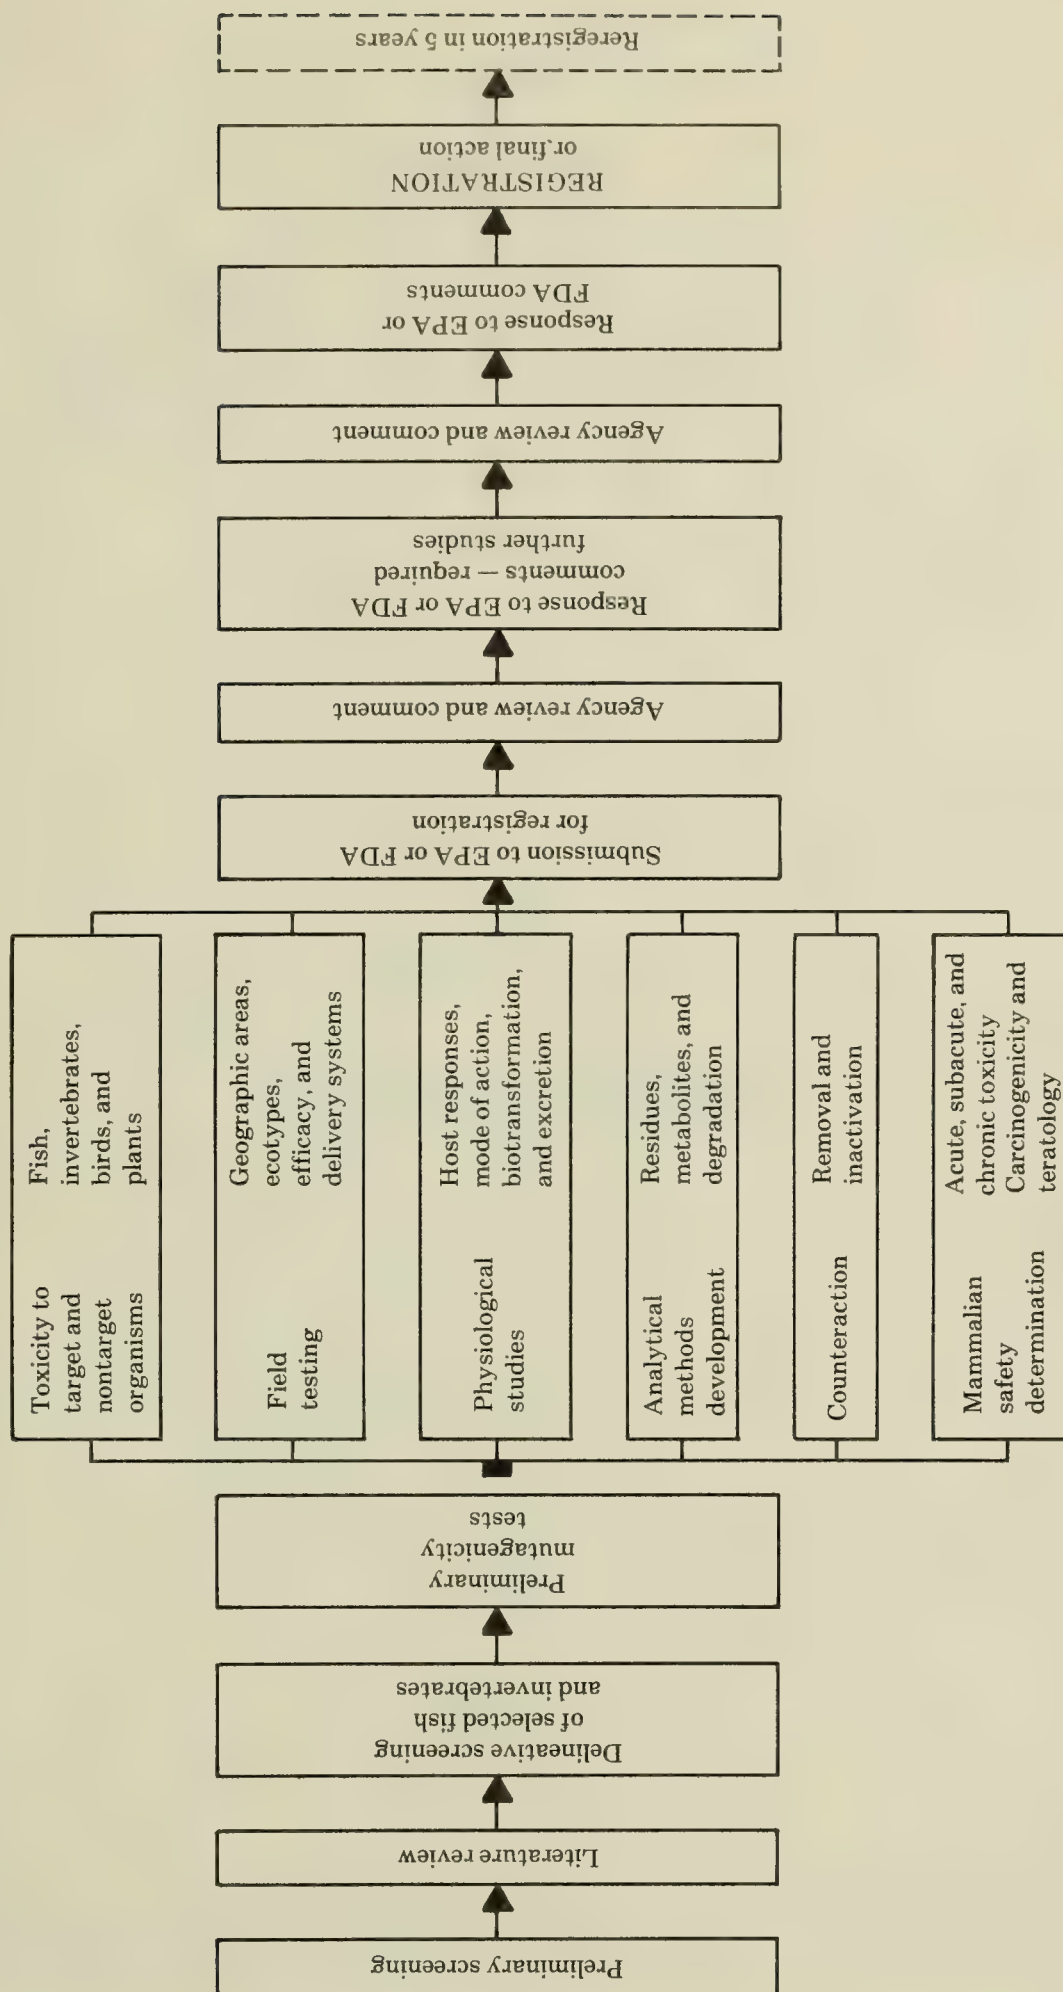 Preliminary screening
Literature review
Delineative screening
of selected fish
and invertebrates
Preliminary
mutagenicity
tests
Toxicity to
target and
nontarget
organisms
Fish,
invertebrates,
birds, and
plants
Field
testing
Geographic areas,
ecotypes,
efficacy, and
delivery systems
Physiological
studies
Host responses,
mode of action,
biotransformation,
and excretion
Analytical
methods
development
Residues,
metabolites, and
degradation
Counteraction
Removal and
inactivation
Mammalian
safety
determination
Acute, subacute, and
chronic toxicity
Carcinogenicity and
teratology
Submission to EPA or FDA
for registration
Agency review and comment
Response to EPA or FDA
comments — required
further studies
Agency review and comment
Response to EPA or
FDA comments
REGISTRATION
or final action
Reregistration in 5 years